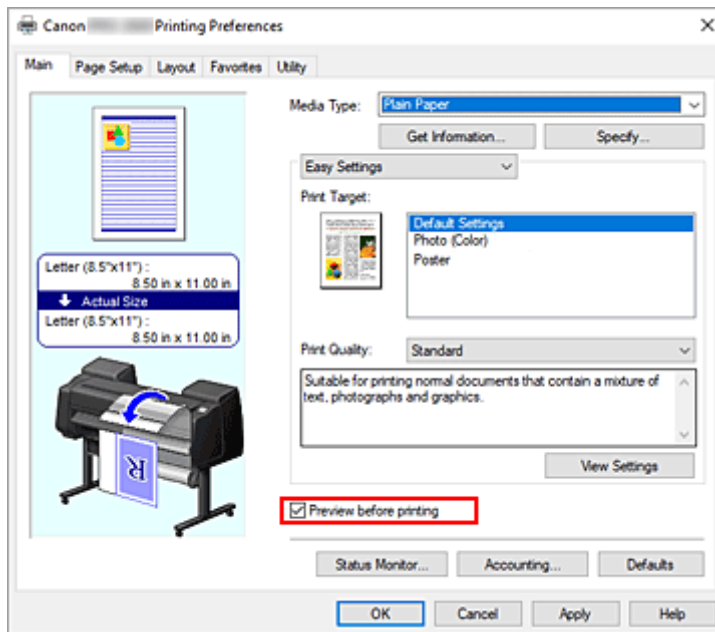 Canon Printing Preferences
Main Page Setup Layout Favorites Utility
Media Type: Plain Paper
Get Information... Specify...
Easy Settings
Print Target:
Default Settings
Photo (Color)
Poster
Letter (8.5"x11") :
8.50 in x 11.00 in
Actual Size
Letter (8.5"x11") :
8.50 in x 11.00 in
R
Print Quality: Standard
Suitable for printing normal documents that contain a mixture of
text, photographs and graphics.
View Settings
Preview before printing
Status Monitor... Accounting... Defaults
OK Cancel Apply Help